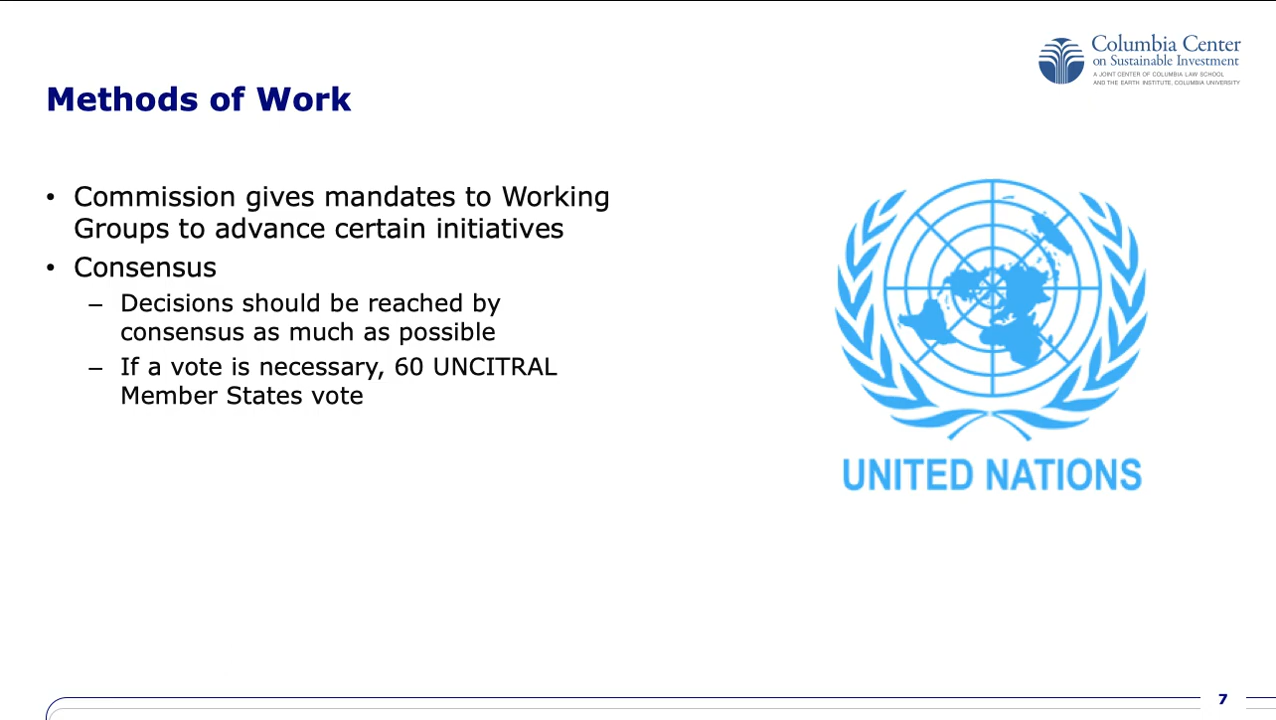 Columbia Center
on Sustainable Investment
A JOINT CENTER OF COLUMBIA LAW SCHOOL
AND THE EARTH INSTITUTE, COLUMBIA UNIVERSITY
Methods of Work
• Commission gives mandates to Working
Groups to advance certain initiatives
• Consensus
– Decisions should be reached by
consensus as much as possible
– If a vote is necessary, 60 UNCITRAL
Member States vote
UNITED NATIONS
7